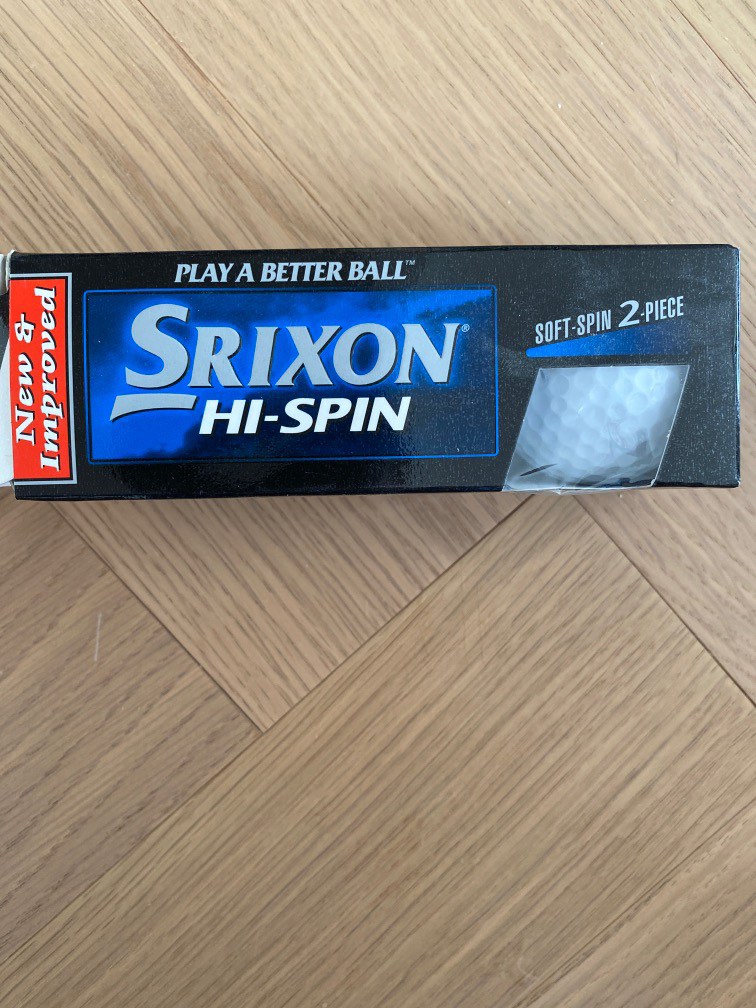 New &
Improved
PLAY A BETTER BALL™
SRIXON®
HI-SPIN
SOFT-SPIN 2-PIECE